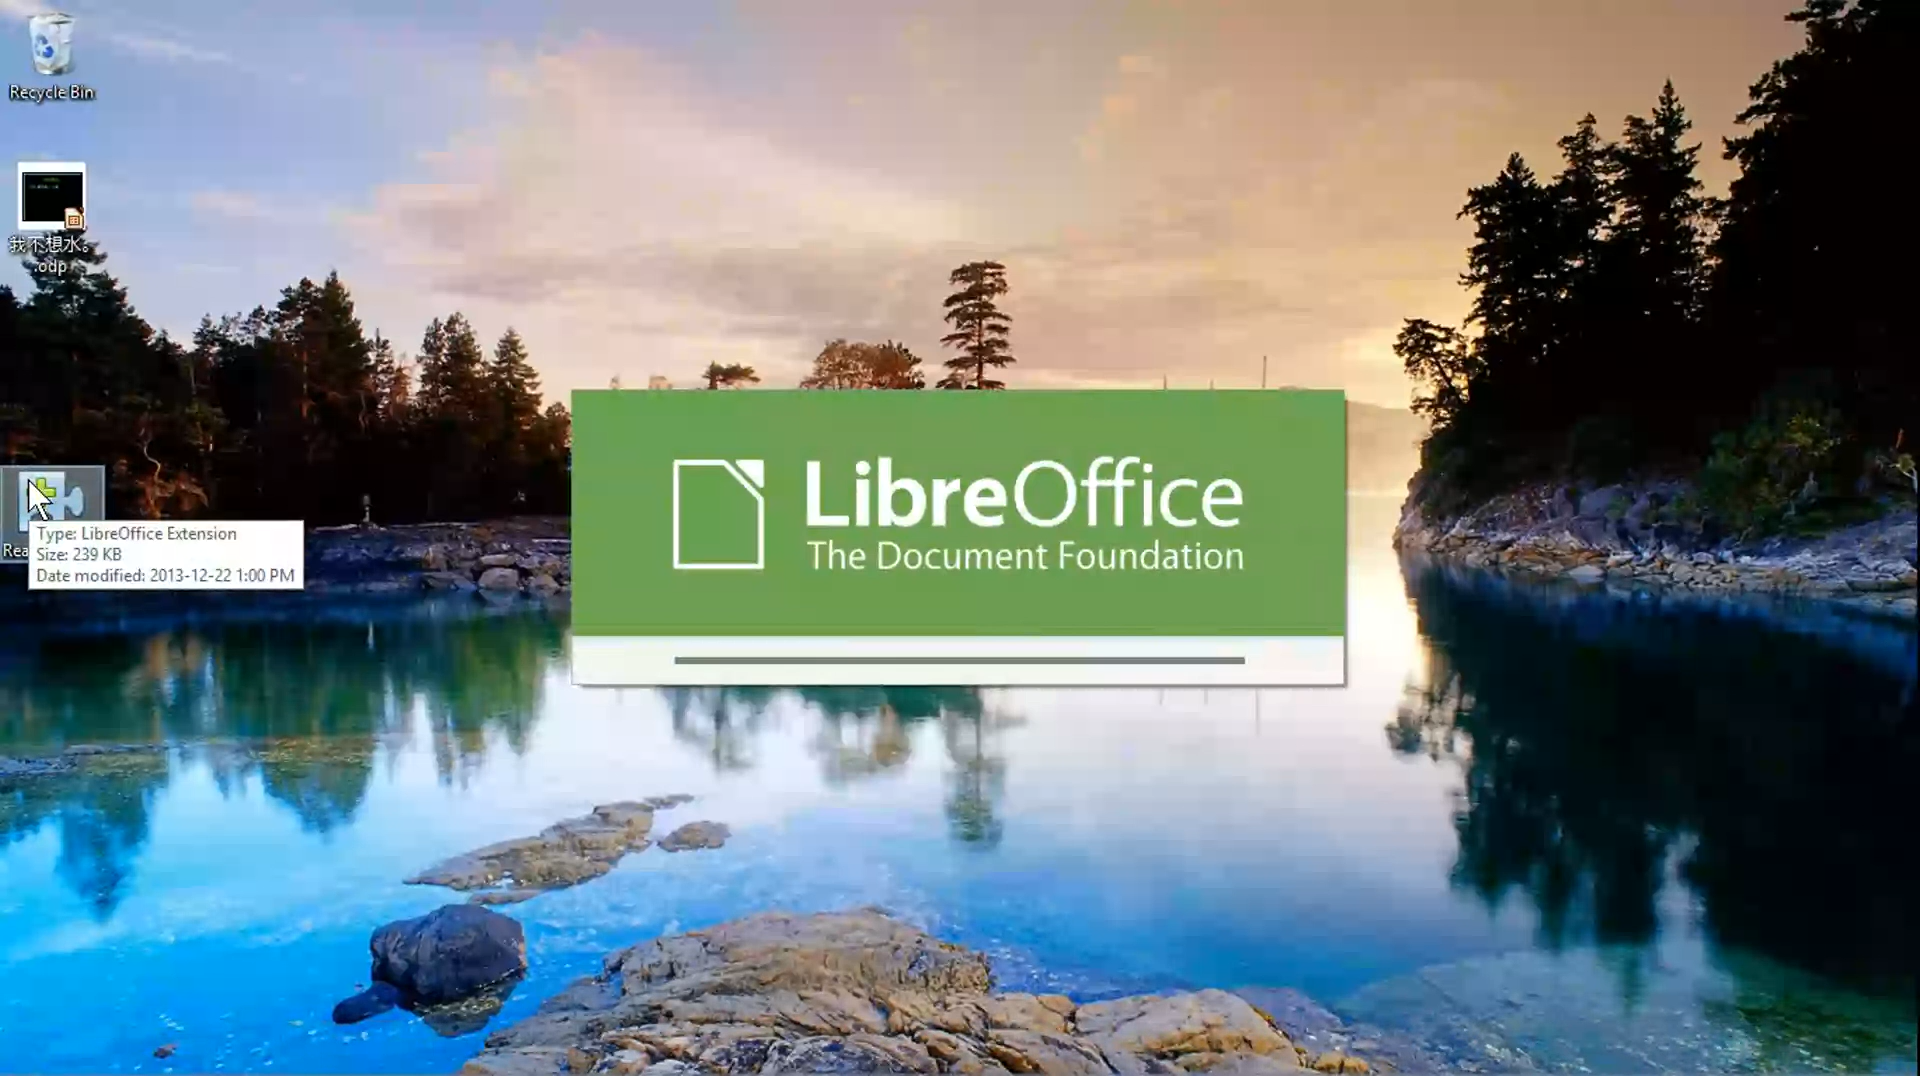 Recycle Bin
我不想水。
.odp
LibreOffice
The Document Foundation
Type: LibreOffice Extension
Size: 239 KB
Date modified: 2013-12-22 1:00 PM